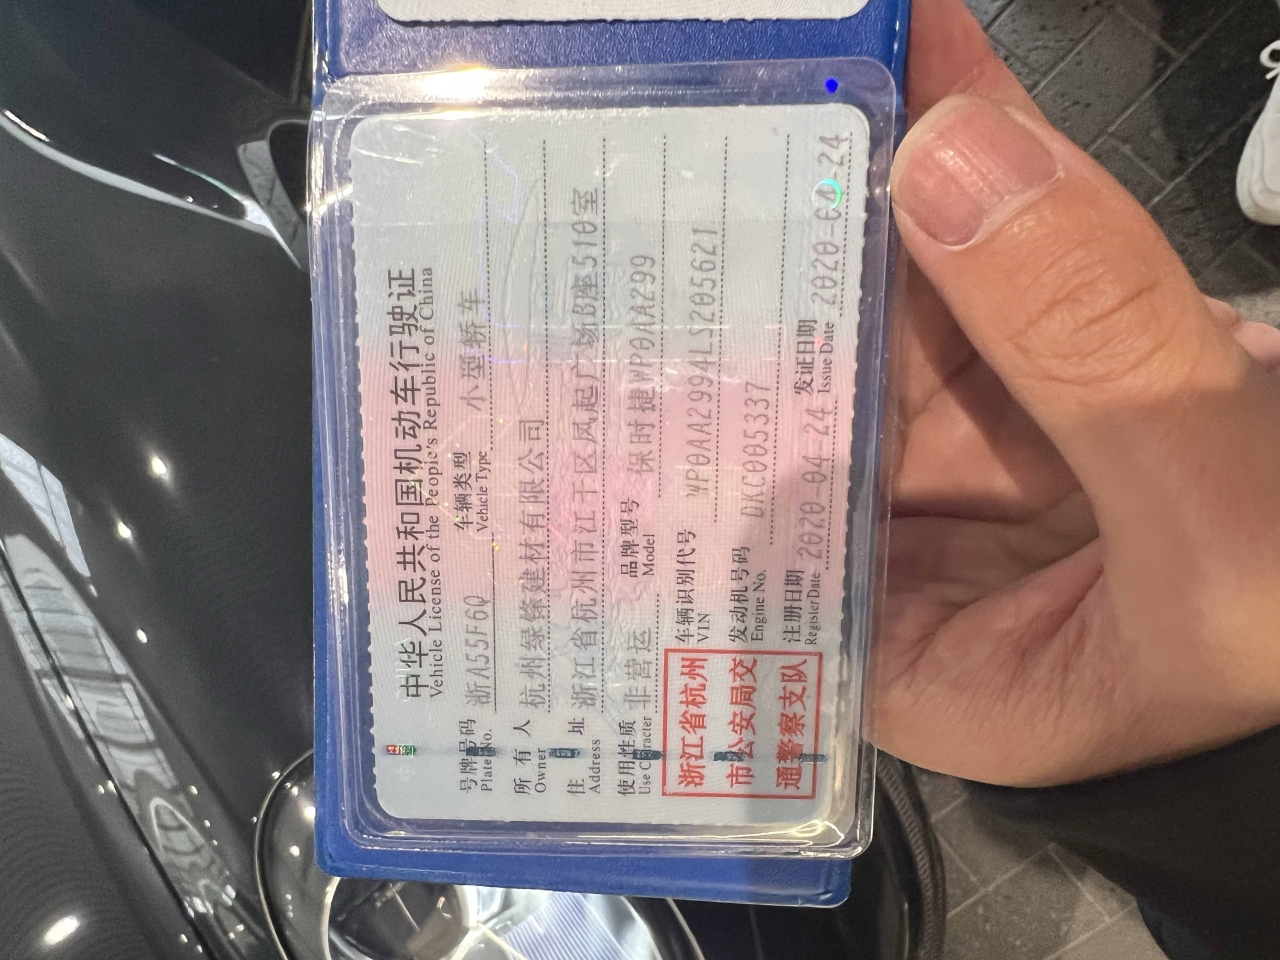 中华人民共和国机动车行驶证
Vehicle License of the People's Republic of China
号牌号码 浙A55F6Q 车辆类型 小型轿车
Plate No. Vehicle Type
所有人 杭州绿锋建材有限公司
Owner
住址 浙江省杭州市江干区凤起广场B座510室
Address
使用性质 非营运 品牌型号 保时捷WP0AA299
Use Character Model
浙江省杭州
市公安局交
通警察支队
车辆识别代号 WP0AA2994LS205621
VIN
发动机号码 DKC005337
Engine No.
注册日期 2020-04-24 发证日期 2020-04-24
Register Date Issue Date